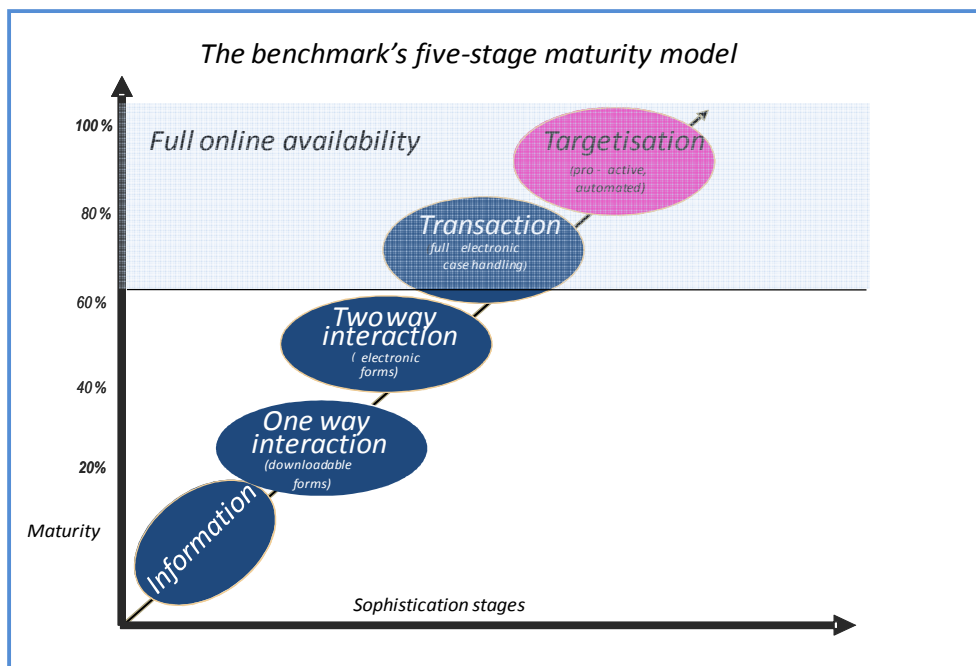 The benchmark's five-stage maturity model
100%
Full online availability
Targetisation
(pro - active,
automated)
80%
Transaction
full electronic
case handling)
60%
Two way
interaction
( electronic
forms)
40%
One way
interaction
(downloadable
forms)
20%
Information
Maturity
Sophistication stages